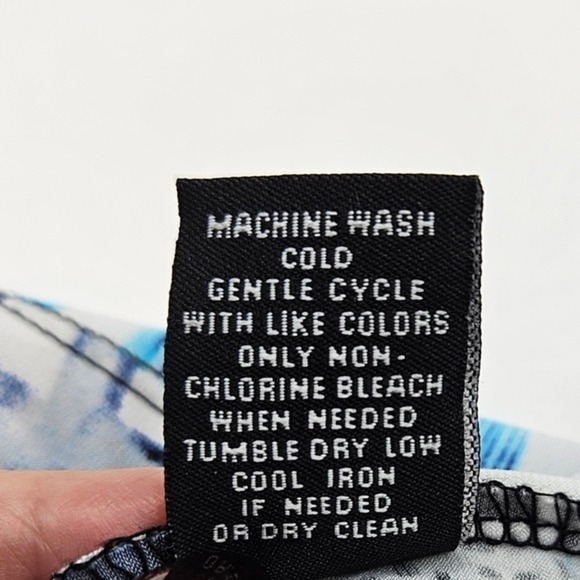 MACHINE WASH
COLD
GENTLE CYCLE
WITH LIKE COLORS
ONLY NON-
CHLORINE BLEACH
WHEN NEEDED
TUMBLE DRY LOW
COOL IRON
IF NEEDED
OR DRY CLEAN